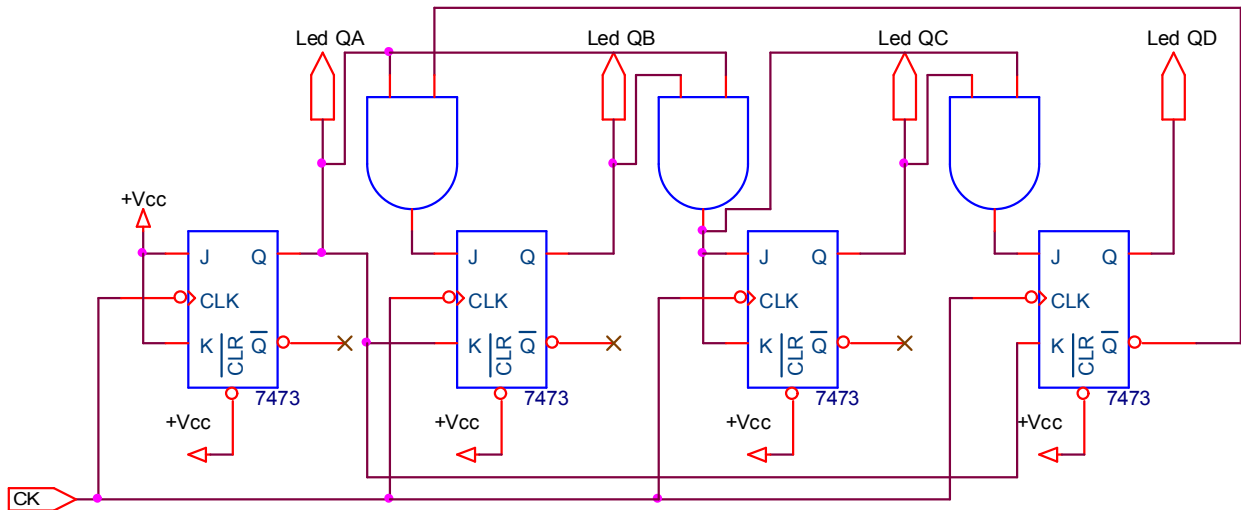 Led QA
Led QB
Led QC
Led QD
+Vcc
J Q
CLK
K CLR Q
7473
+Vcc
J Q
CLK
K CLR Q
7473
+Vcc
J Q
CLK
K CLR Q
7473
+Vcc
J Q
CLK
K CLR Q
7473
+Vcc
CK